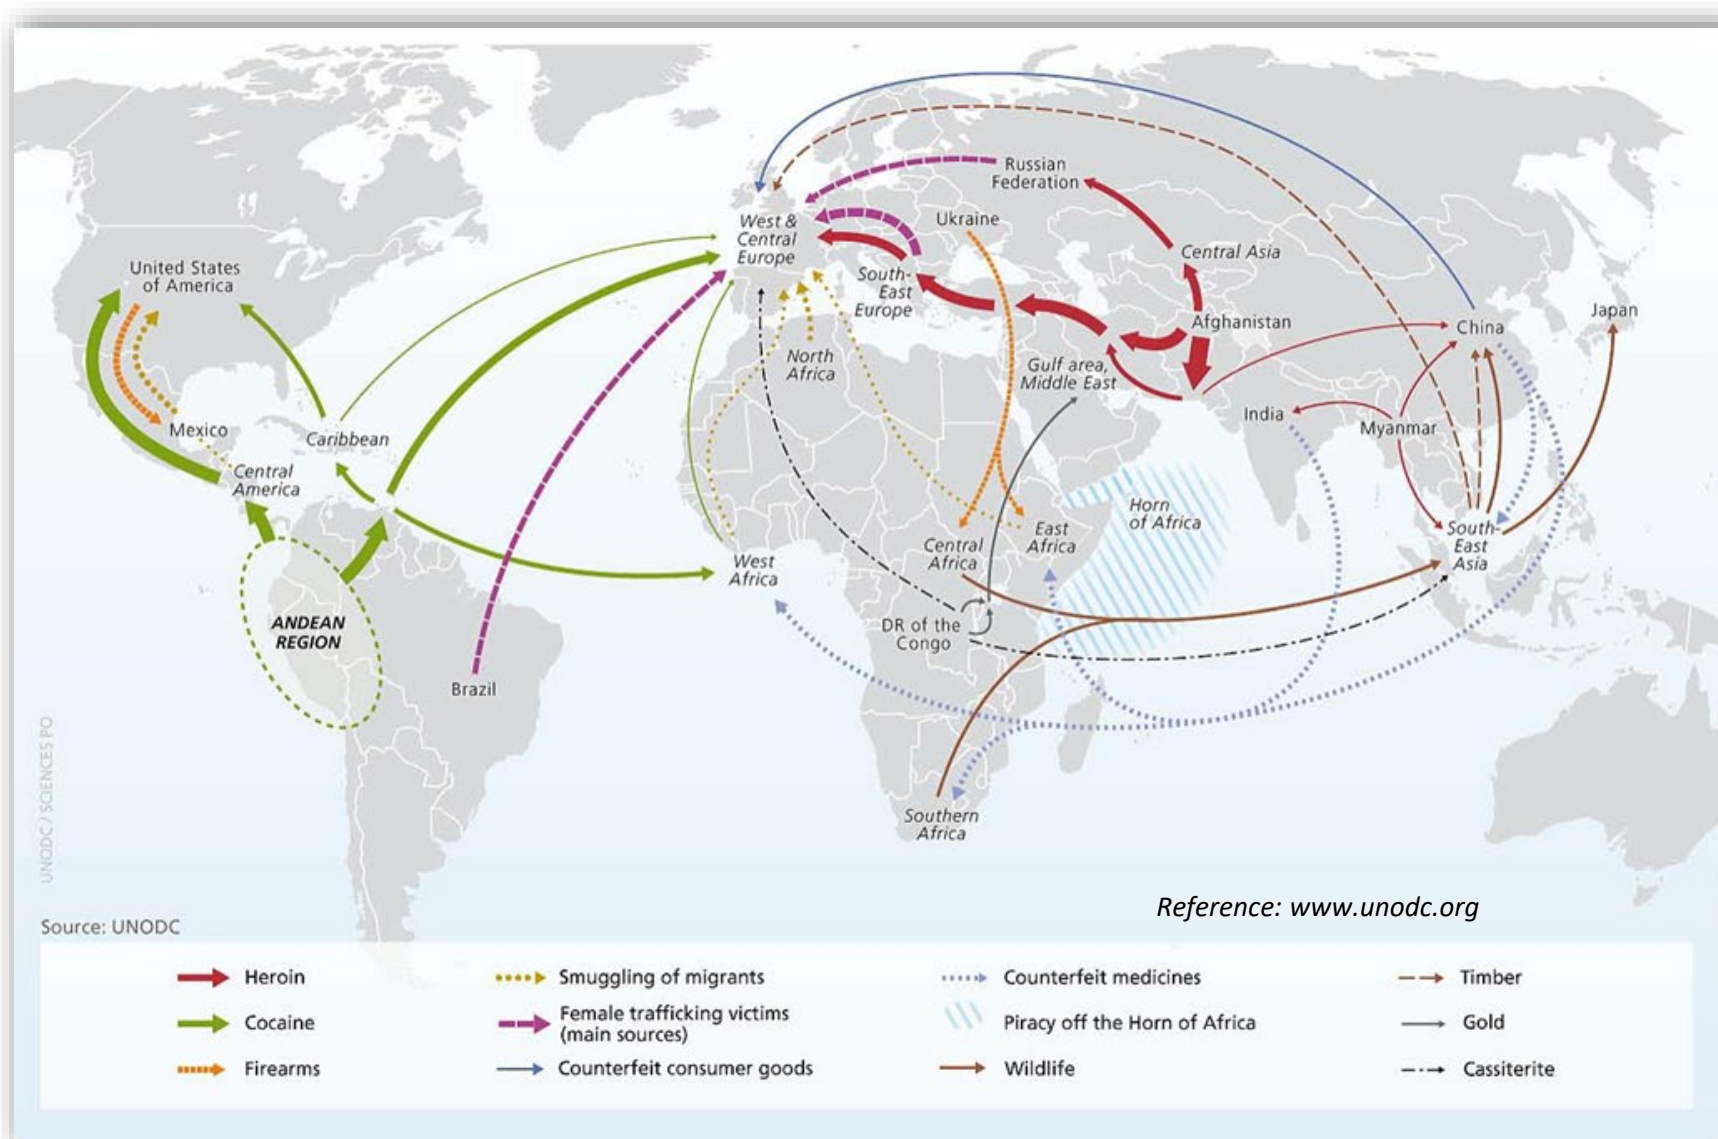 Russian
Federation
West &
Central
Europe
Ukraine
United States
of America
Central Asia
South-
East
Europe
Afghanistan
Japan
China
North
Africa
Gulf area,
Middle East
Mexico
Caribbean
India
Myanmar
Central
America
Horn
of Africa
South-
East
Asia
East
Africa
Central
Africa
West
Africa
ANDEAN
REGION
DR of the
Congo
Brazil
Southern
Africa
UNODC / SCIENCES PO
Reference: www.unodc.org
Source: UNODC
Heroin
Cocaine
Firearms
Smuggling of migrants
Female trafficking victims
(main sources)
Counterfeit consumer goods
Counterfeit medicines
Piracy off the Horn of Africa
Wildlife
Timber
Gold
Cassiterite